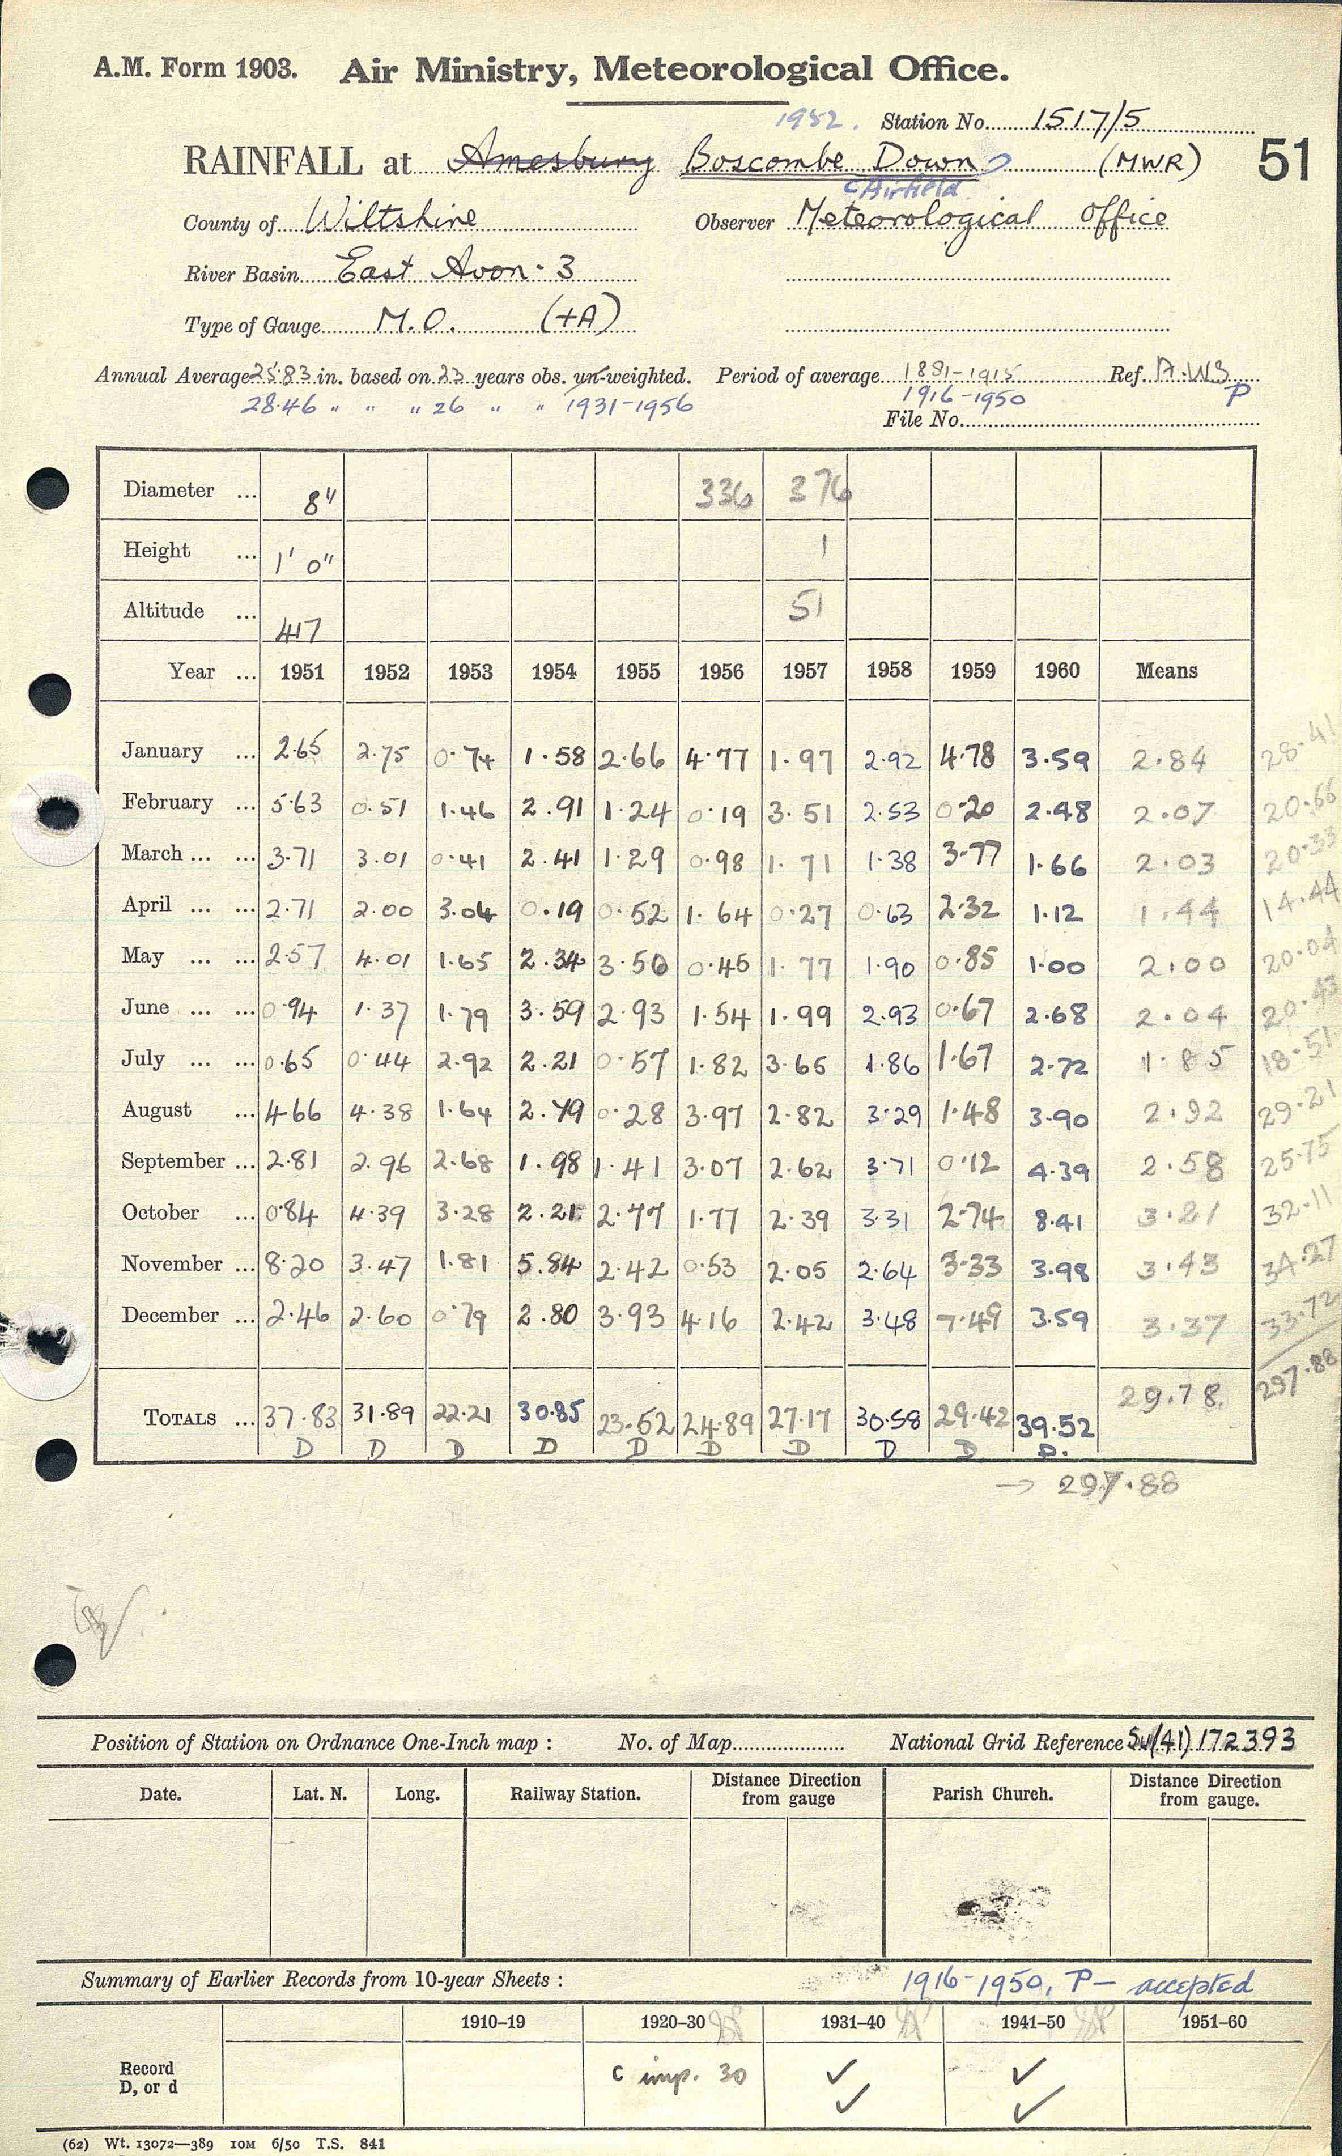 A.M. Form 1903. Air Ministry, Meteorological Office.
1952. Station No. 1517/5
RAINFALL at Amesbury Boscombe Down (MWR) 51
Airfield
County of Wiltshire Observer Meteorological Office
River Basin East Avon. 3
Type of Gauge M.O. (+A)
Annual Average 25.83 in. based on 23 years obs. un-weighted. Period of average 1881-1915 Ref. A.W3
28.46 " " " 26 " " 1931-1956 1916-1950 P
File No.
Diameter ... 8" 336 376
Height ... 1' 0" 1
Altitude ... 417 51
Year ... 1951 1952 1953 1954 1955 1956 1957 1958 1959 1960 Means
January ... 2.65 2.75 0.74 1.58 2.66 4.77 1.97 2.92 4.78 3.59 2.84 28.41
February ... 5.63 0.51 1.46 2.91 1.24 0.19 3.51 2.53 0.20 2.48 2.07 20.66
March ... ... 3.71 3.01 0.41 2.41 1.29 0.98 1.71 1.38 3.77 1.66 2.03 20.33
April ... ... 2.71 2.00 3.04 0.19 0.52 1.64 0.27 0.63 2.32 1.12 1.44 14.44
May ... ... 2.57 4.01 1.65 2.34 3.50 0.45 1.77 1.90 0.85 1.00 2.00 20.04
June ... ... 0.94 1.37 1.79 3.59 2.93 1.54 1.99 2.93 0.67 2.68 2.04 20.43
July ... ... 0.65 0.44 2.92 2.21 0.57 1.82 3.65 1.86 1.67 2.72 1.85 18.51
August ... 4.66 4.38 1.64 2.79 0.28 3.97 2.82 3.29 1.48 3.90 2.92 29.21
September ... 2.81 2.96 2.68 1.98 1.41 3.07 2.62 3.71 0.12 4.39 2.58 25.75
October ... 0.84 4.39 3.28 2.21 2.77 1.77 2.39 3.31 2.74 8.41 3.21 32.11
November ... 8.20 3.47 1.81 5.84 2.42 0.53 2.05 2.64 3.33 3.98 3.43 34.27
December ... 2.46 2.60 0.79 2.80 3.93 4.16 2.42 3.48 7.49 3.59 3.37 33.72
TOTALS ... 37.83 31.89 22.21 30.85 23.52 24.89 27.17 30.58 29.42 39.52 29.78. 297.88
D D D D D D D D D D.
→ 297.88
Position of Station on Ordnance One-Inch map : No. of Map National Grid Reference SU(41) 172393
Date. Lat. N. Long. Railway Station. Distance Direction from gauge Parish Church. Distance Direction from gauge.
Summary of Earlier Records from 10-year Sheets : 1916-1950, P- accepted
1910–19 1920–30 1931–40 1941–50 1951–60
Record c imp. 30 ✓ ✓
D, or d ✓ ✓
(62) Wt. 13072—389 10M 6/50 T.S. 841